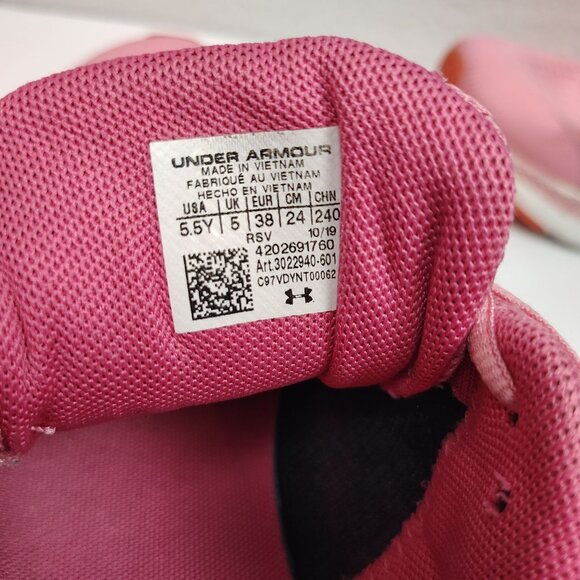 UNDER ARMOUR
MADE IN VIETNAM
FABRIQUÉ AU VIETNAM
HECHO EN VIETNAM
USA UK EUR CM CHN
5.5Y 5 38 24 240
RSV 10/19
4202691760
Art.3022940-601
C97VDYNT00062